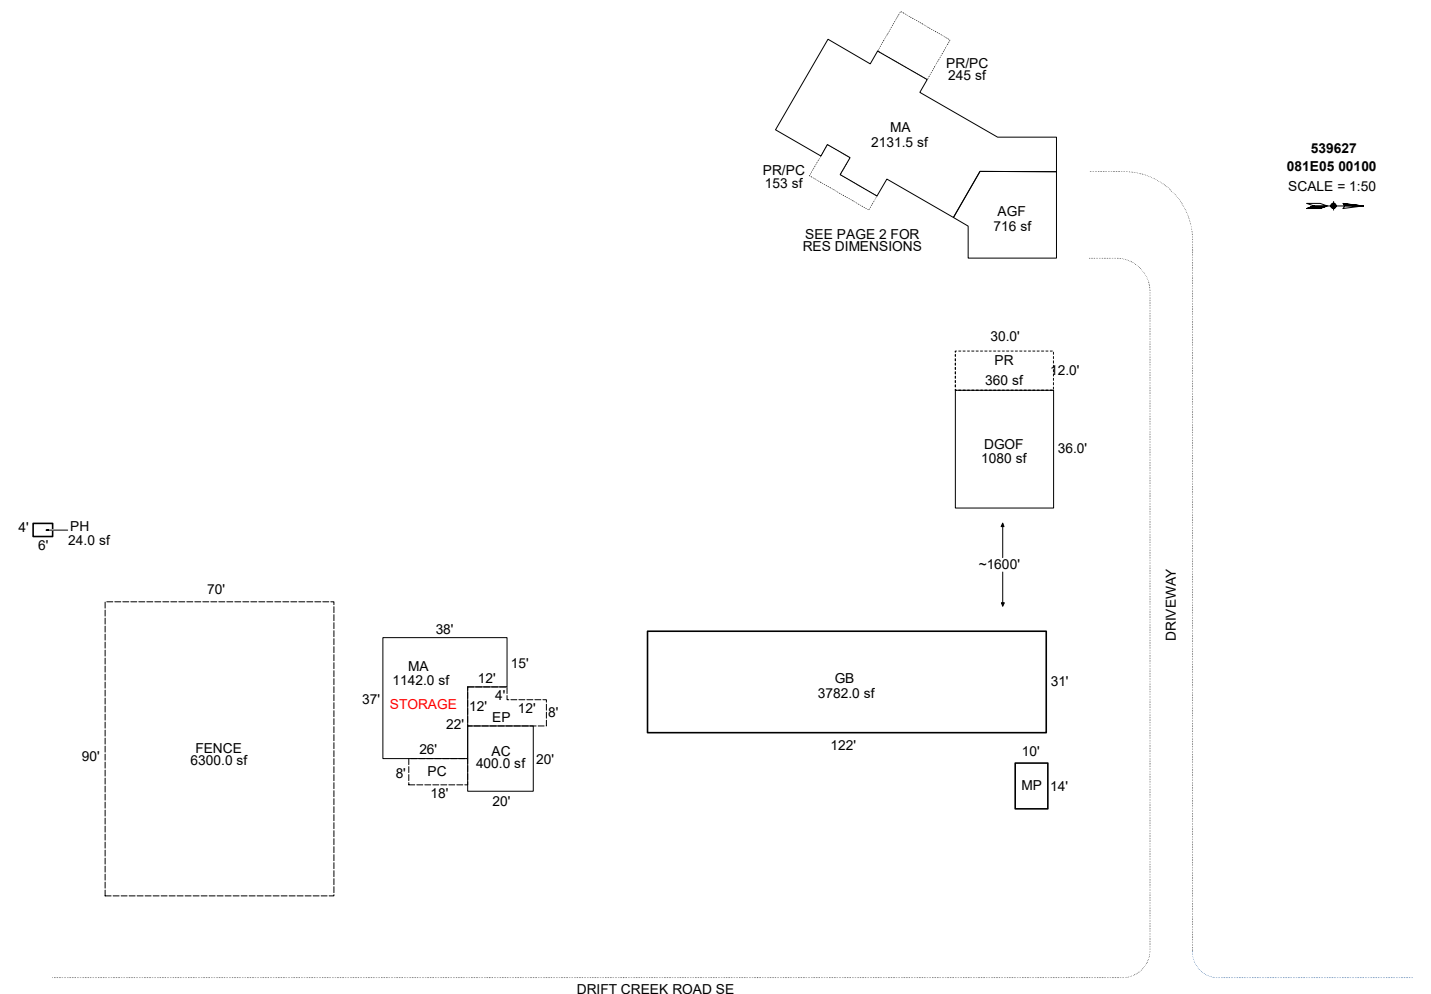 PR/PC
245 sf
MA
2131.5 sf
539627
081E05 00100
SCALE = 1:50
PR/PC
153 sf
AGF
716 sf
SEE PAGE 2 FOR
RES DIMENSIONS
30.0'
PR
12.0'
360 sf
DGOF
1080 sf
36.0'
~1600'
4'
PH
24.0 sf
6'
DRIVEWAY
70'
FENCE
6300.0 sf
90'
38'
MA
1142.0 sf
STORAGE
15'
37'
12'
4'
12'
12'
8'
EP
22'
26'
AC
400.0 sf
20'
8'
PC
18'
20'
GB
3782.0 sf
31'
122'
10'
MP
14'
DRIFT CREEK ROAD SE